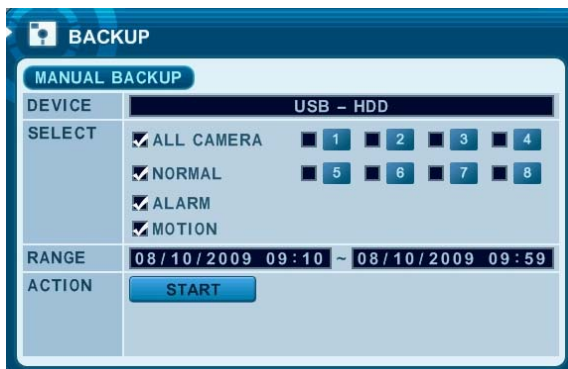 BACKUP
MANUAL BACKUP
DEVICE USB – HDD
SELECT ALL CAMERA 1 2 3 4
NORMAL 5 6 7 8
ALARM
MOTION
RANGE 08/10/2009 09:10 ~ 08/10/2009 09:59
ACTION START